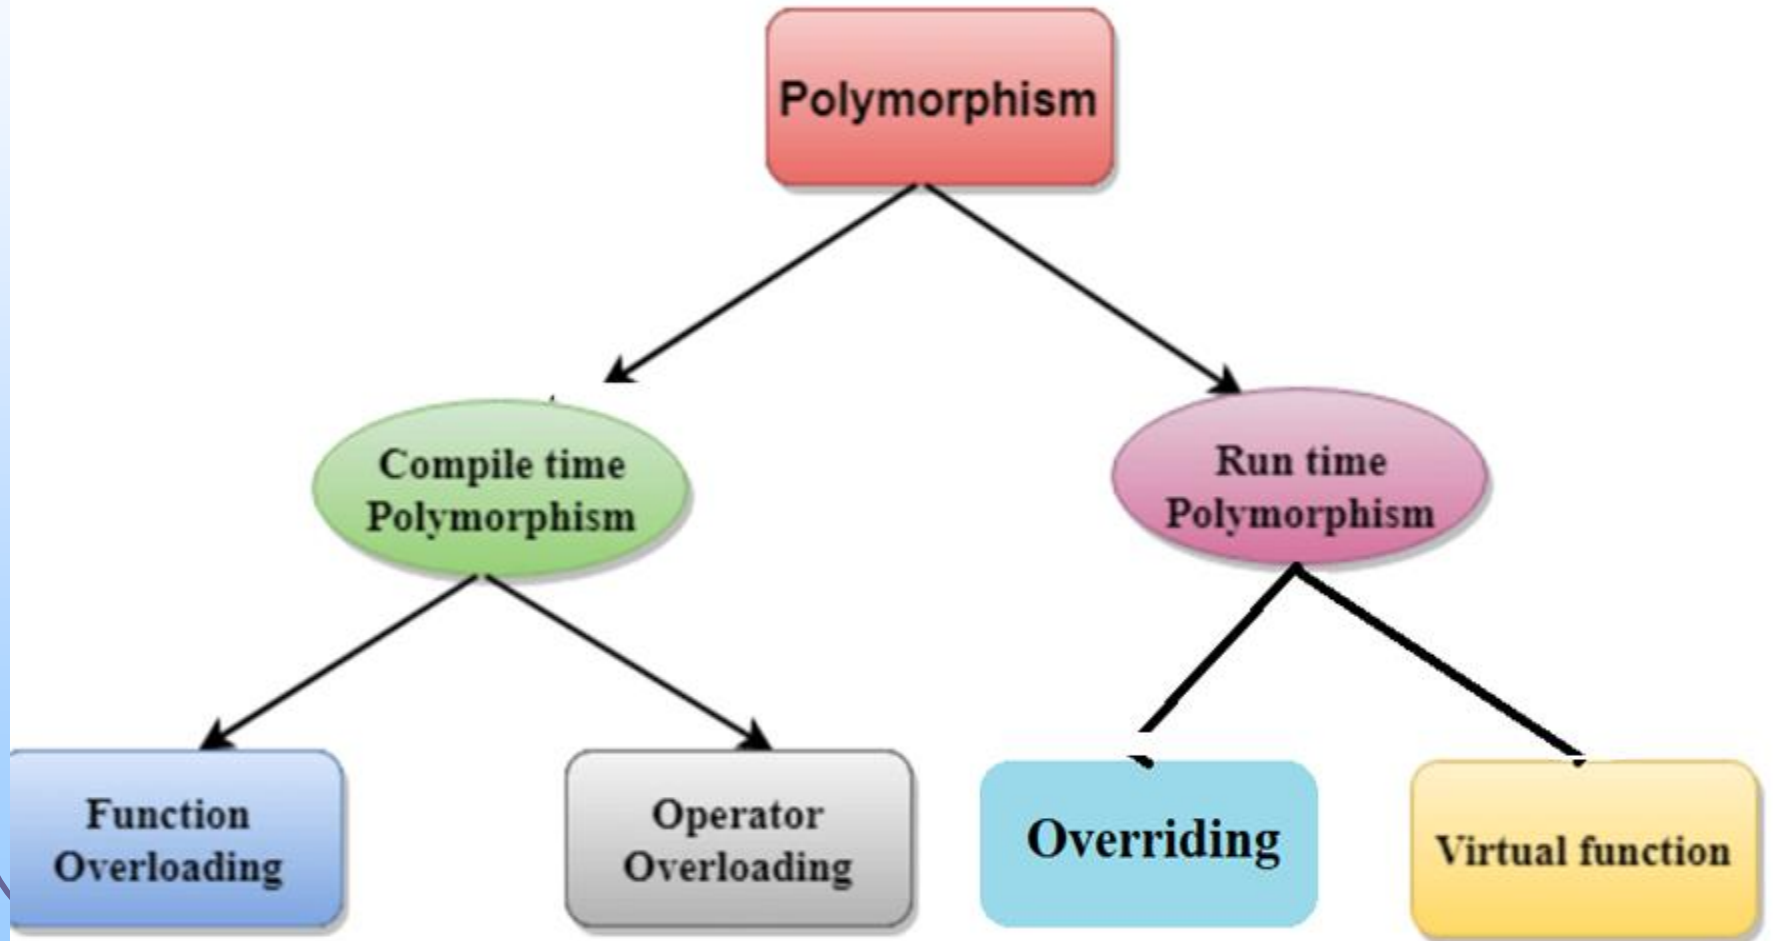 Polymorphism
Compile time
Polymorphism
Run time
Polymorphism
Function
Overloading
Operator
Overloading
Overriding
Virtual function